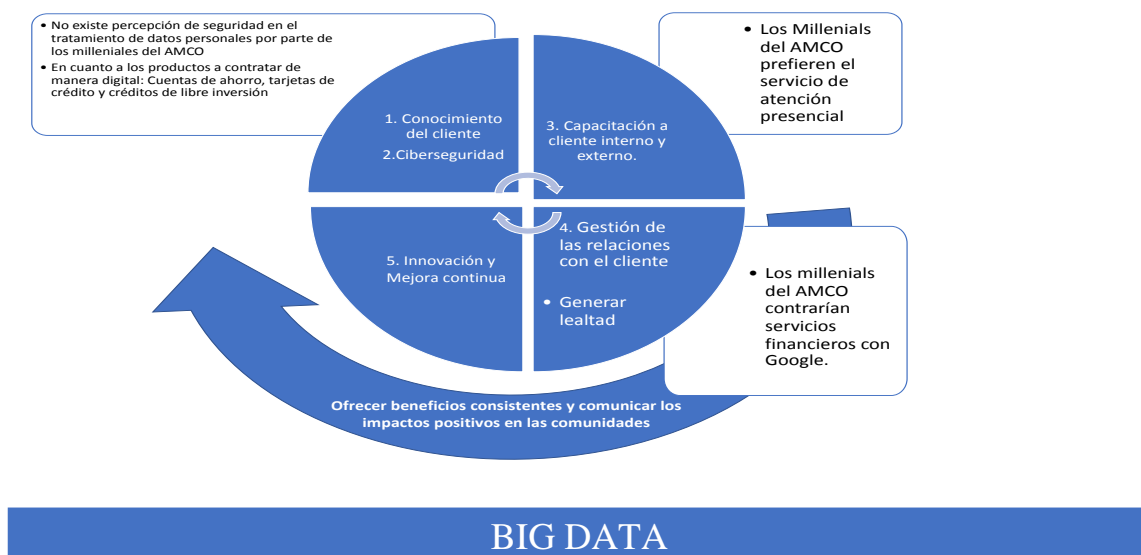 • No existe percepción de seguridad en el
tratamiento de datos personales por parte de
los milleniales del AMCO
• En cuanto a los productos a contratar de
manera digital: Cuentas de ahorro, tarjetas de
crédito y créditos de libre inversión
• Los Millenials
del AMCO
prefieren el
servicio de
atención
presencial
1. Conocimiento
del cliente
2.Ciberseguridad
3. Capacitación a
cliente interno y
externo.
5. Innovación y
Mejora continua
4. Gestión de
las relaciones
con el cliente
• Generar
lealtad
• Los millenials
del AMCO
contrarían
servicios
financieros con
Google.
Ofrecer beneficios consistentes y comunicar los
impactos positivos en las comunidades
BIG DATA